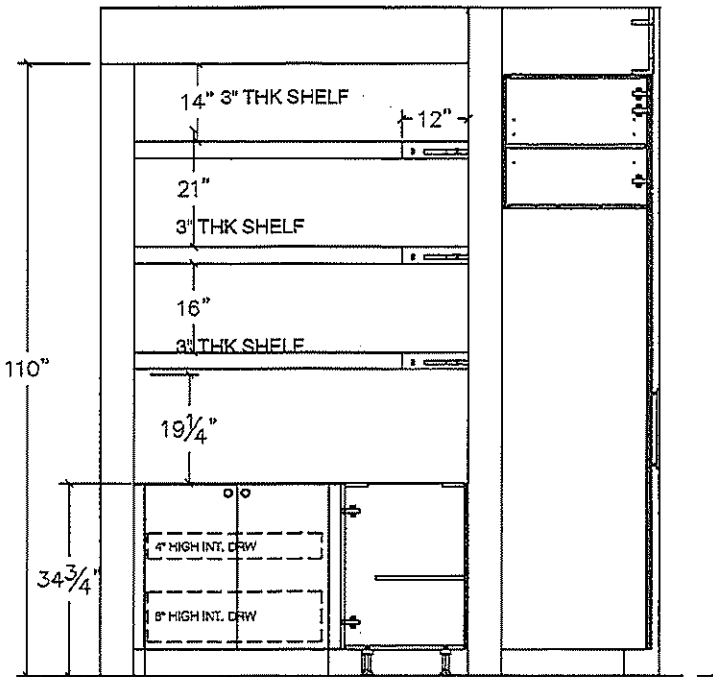 14" 3" THK SHELF
12"
21"
3" THK SHELF
16"
3" THK SHELF
110"
19¼"
4" HIGH INT. DRW
34¾"
8" HIGH INT. DRW